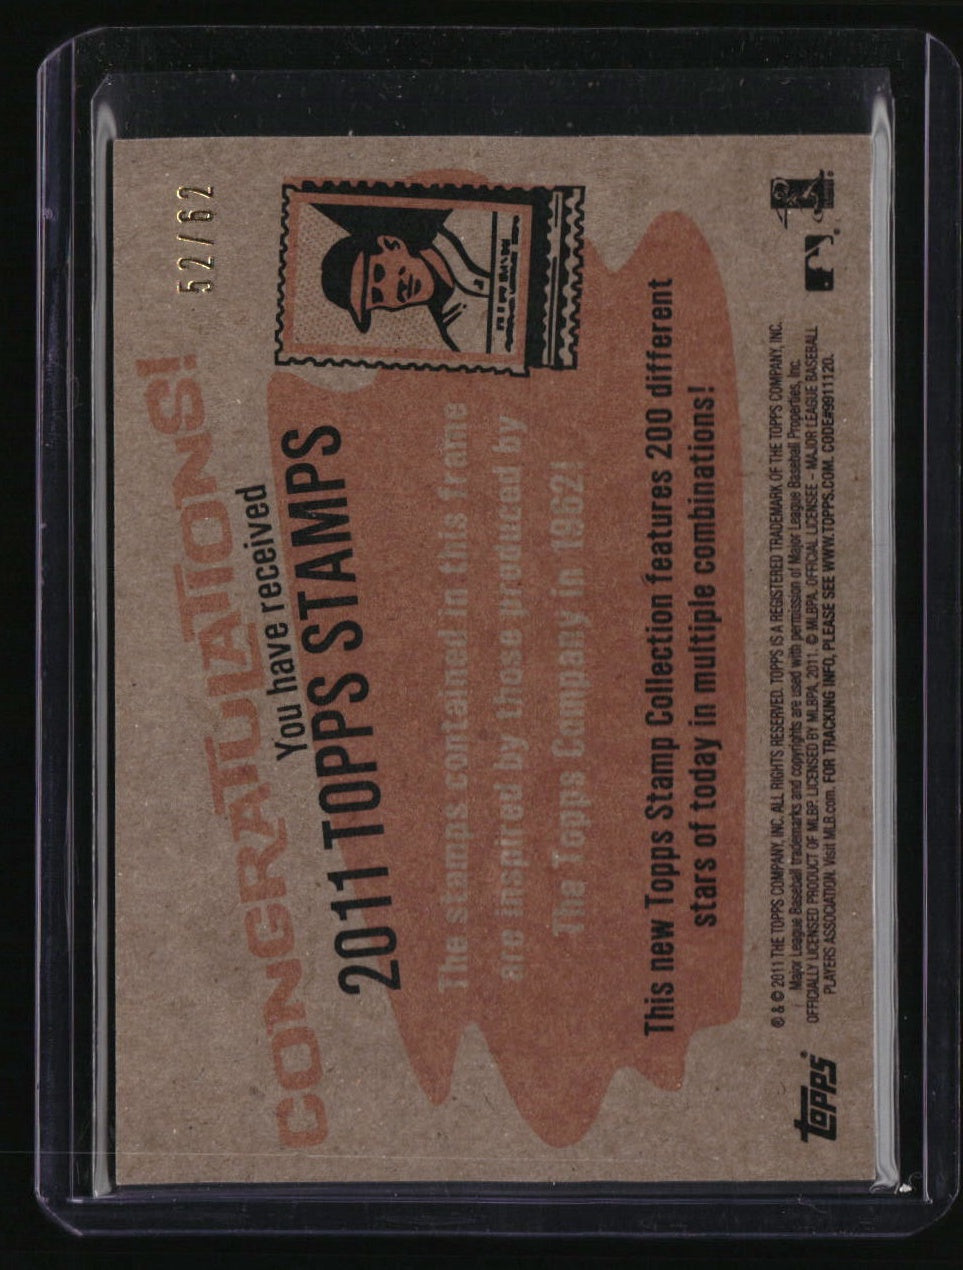 52/62
CONGRATULATIONS!
You have received
2011 TOPPS STAMPS
The stamps contained in this frame
are inspired by those produced by
The Topps Company in 1962!
This new Topps Stamp Collection features 200 different
stars of today in multiple combinations!
® & © 2011 THE TOPPS COMPANY, INC. ALL RIGHTS RESERVED. TOPPS IS A REGISTERED TRADEMARK OF THE TOPPS COMPANY, INC.
Major League Baseball trademarks and copyrights are used with permission of Major League Baseball Properties, Inc.
OFFICIALLY LICENSED PRODUCT OF MLBP. LICENSED BY MLBPA, 2011. © MLBPA. OFFICIAL LICENSEE - MAJOR LEAGUE BASEBALL
PLAYERS ASSOCIATION. Visit MLB.com. FOR TRACKING INFO, PLEASE SEE WWW.TOPPS.COM. CODE#9911120.
TOPPS